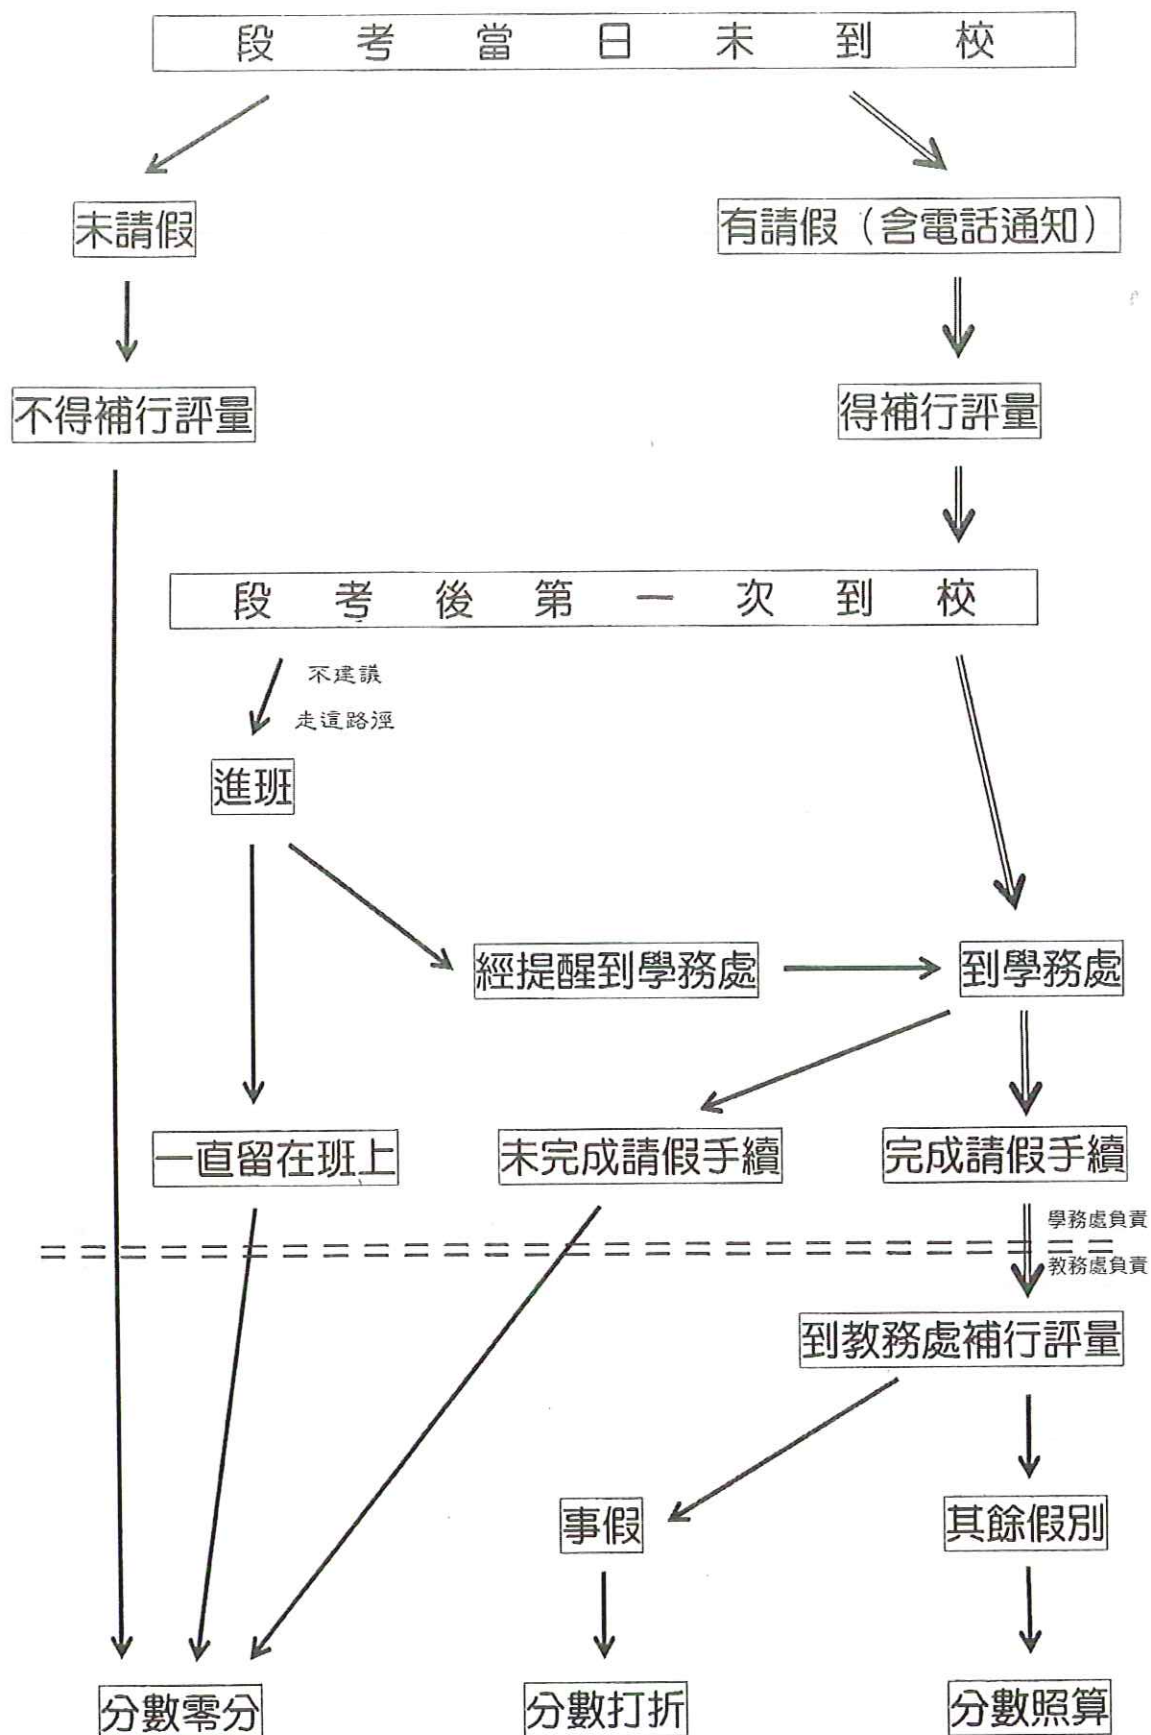 段考當日未到校
未請假
有請假（含電話通知）
不得補行評量
得補行評量
段考後第一次到校
不建議
走這路徑
進班
經提醒到學務處
到學務處
一直留在班上
未完成請假手續
完成請假手續
學務處負責
教務處負責
到教務處補行評量
事假
其餘假別
分數零分
分數打折
分數照算